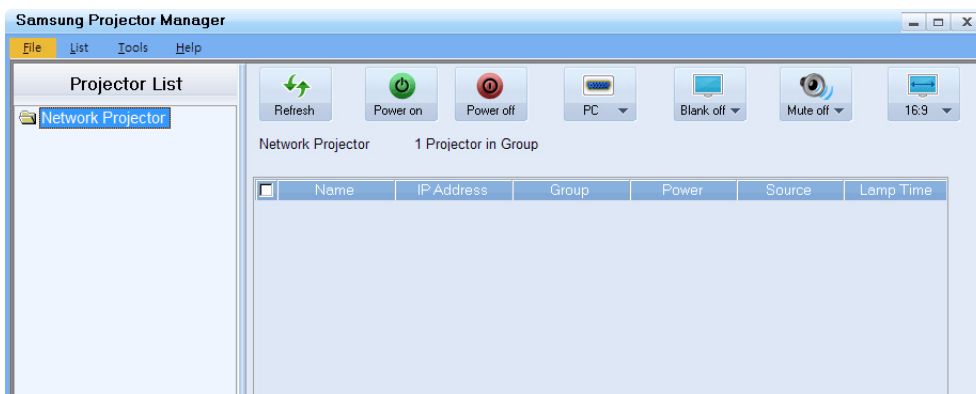 Samsung Projector Manager
File List Tools Help
Projector List
Network Projector
Refresh Power on Power off PC Blank off Mute off 16:9
Network Projector 1 Projector in Group
Name IP Address Group Power Source Lamp Time